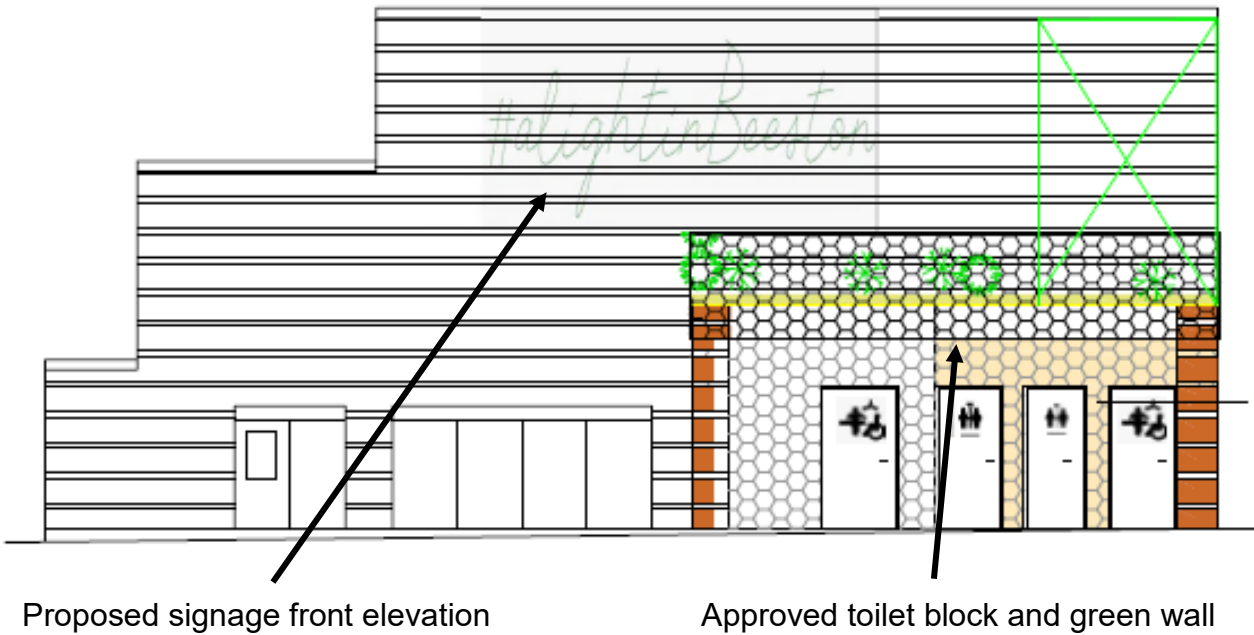 #alightinBeeston
Proposed signage front elevation
Approved toilet block and green wall